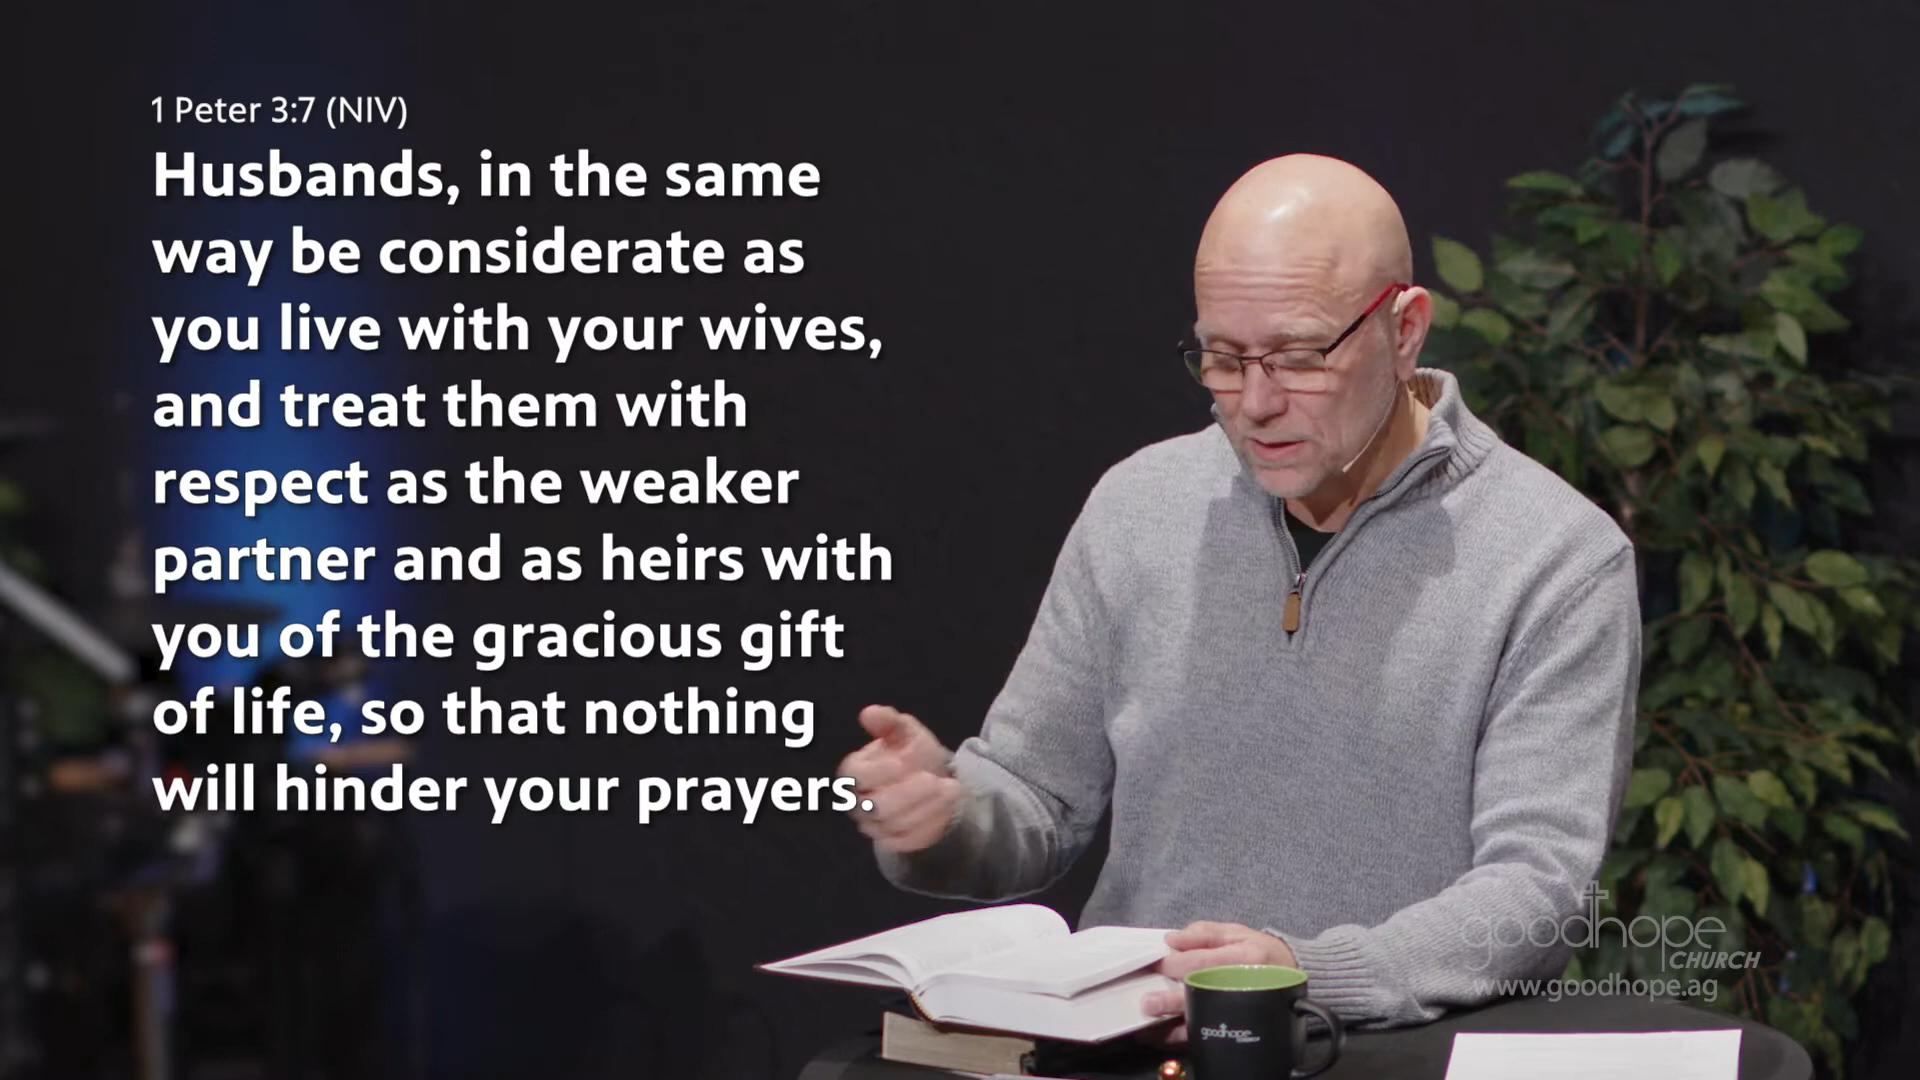 1 Peter 3:7 (NIV)
Husbands, in the same
way be considerate as
you live with your wives,
and treat them with
respect as the weaker
partner and as heirs with
you of the gracious gift
of life, so that nothing
will hinder your prayers.
goodhope
CHURCH
www.goodhope.ag
goodhope
CHURCH